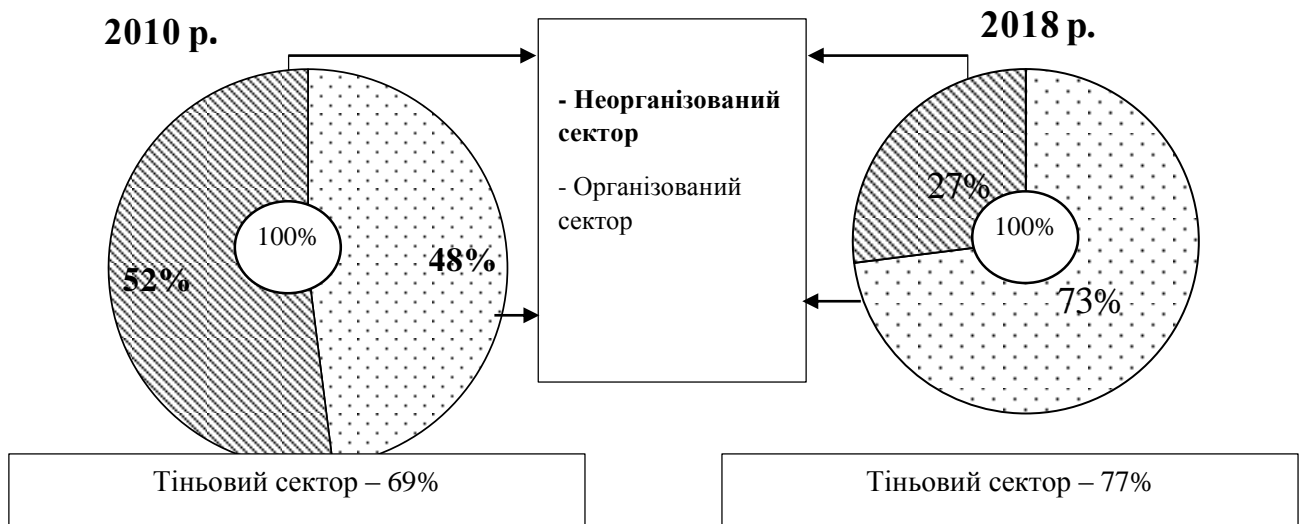 2010 р.
2018 р.
- Неорганізований
сектор
- Організований
сектор
100%
52%
48%
27%
100%
73%
Тіньовий сектор – 69%
Тіньовий сектор – 77%